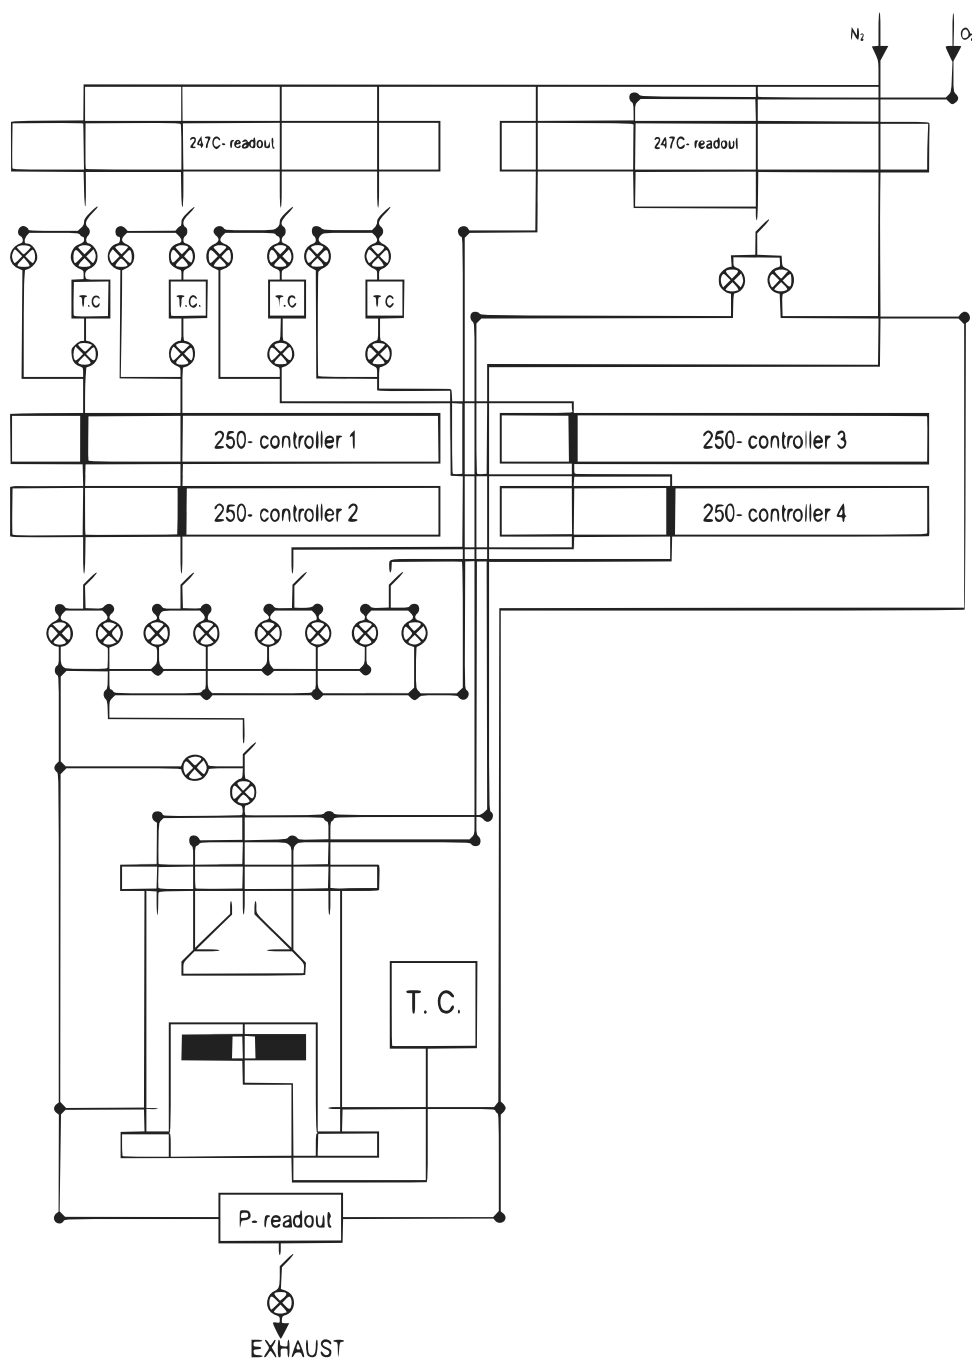 N₂ O₂
247C- readout 247C- readout
T.C T.C. T.C T C
250- controller 1 250- controller 3
250- controller 2 250- controller 4
T. C.
P- readout
EXHAUST